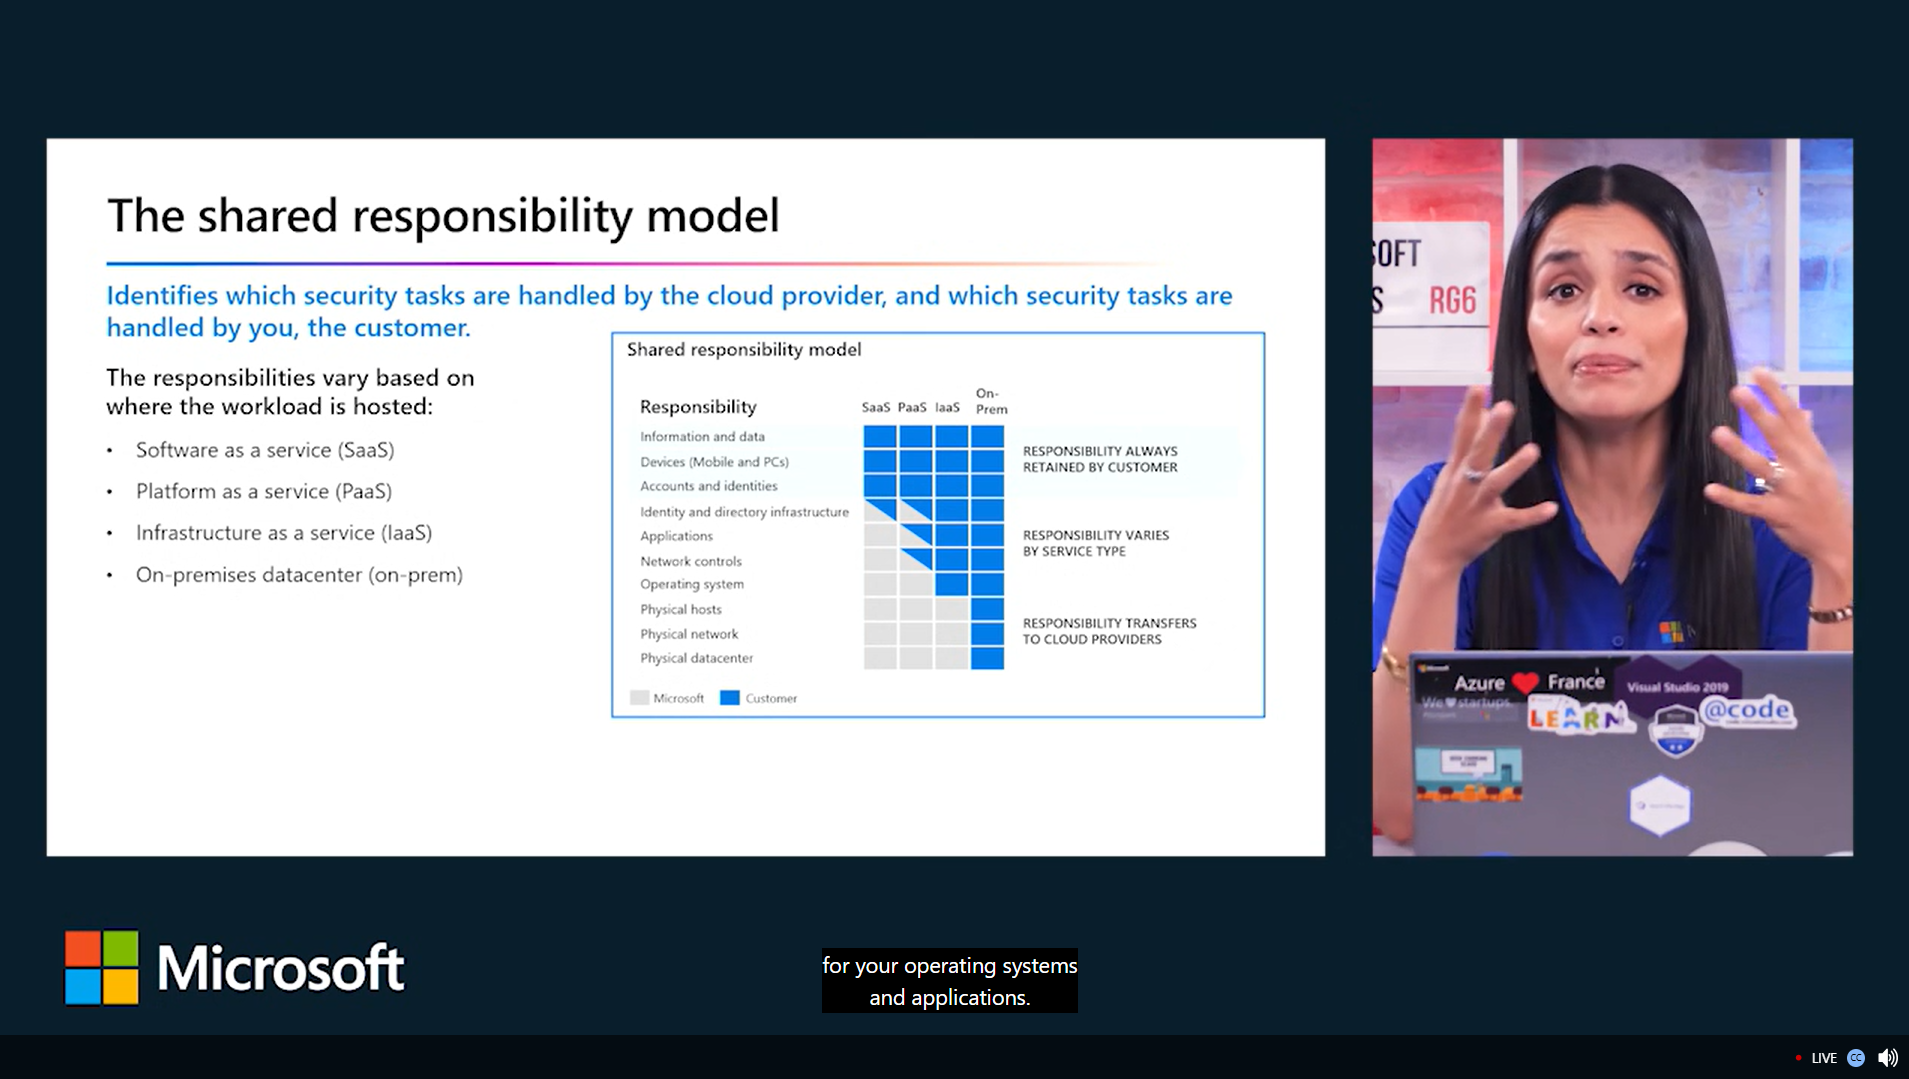 The shared responsibility model
Identifies which security tasks are handled by the cloud provider, and which security tasks are
handled by you, the customer.
The responsibilities vary based on
where the workload is hosted:
• Software as a service (SaaS)
• Platform as a service (PaaS)
• Infrastructure as a service (IaaS)
• On-premises datacenter (on-prem)
Shared responsibility model
Responsibility SaaS PaaS IaaS On-
Prem
Information and data
Devices (Mobile and PCs)
Accounts and identities
RESPONSIBILITY ALWAYS
RETAINED BY CUSTOMER
Identity and directory infrastructure
Applications
Network controls
Operating system
RESPONSIBILITY VARIES
BY SERVICE TYPE
Physical hosts
Physical network
Physical datacenter
RESPONSIBILITY TRANSFERS
TO CLOUD PROVIDERS
Microsoft Customer
SOFT
S RG6
Microsoft
Azure France
We startups
Visual Studio 2019
LEARN
@code
Microsoft
for your operating systems
and applications.
LIVE CC